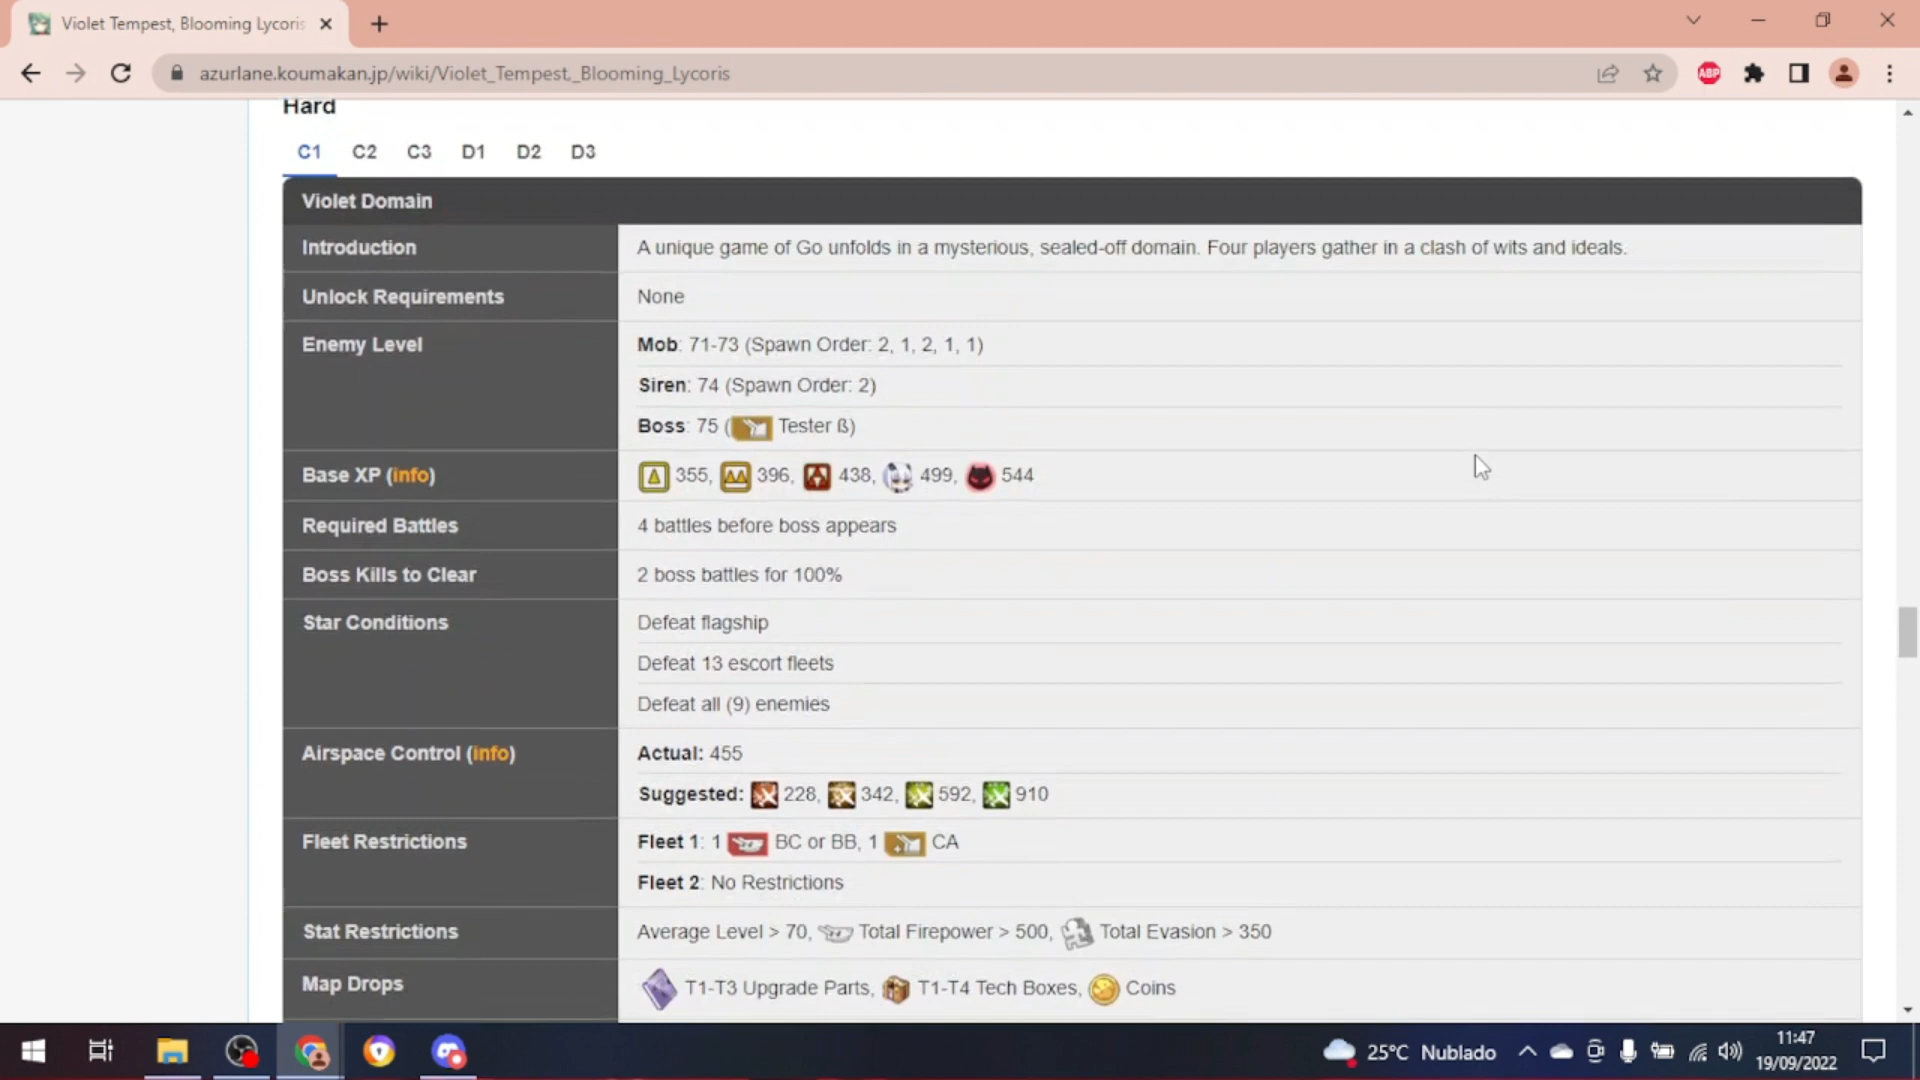 Violet Tempest, Blooming Lycoris
azurlane.koumakan.jp/wiki/Violet_Tempest,_Blooming_Lycoris
ABP
Hard
C1 C2 C3 D1 D2 D3
Violet Domain
Introduction A unique game of Go unfolds in a mysterious, sealed-off domain. Four players gather in a clash of wits and ideals.
Unlock Requirements None
Enemy Level Mob: 71-73 (Spawn Order: 2, 1, 2, 1, 1)
Siren: 74 (Spawn Order: 2)
Boss: 75 ( Tester ß)
Base XP (info) 355, 396, 438, 499, 544
Required Battles 4 battles before boss appears
Boss Kills to Clear 2 boss battles for 100%
Star Conditions Defeat flagship
Defeat 13 escort fleets
Defeat all (9) enemies
Airspace Control (info) Actual: 455
Suggested: 228, 342, 592, 910
Fleet Restrictions Fleet 1: 1 BC or BB, 1 CA
Fleet 2: No Restrictions
Stat Restrictions Average Level > 70, Total Firepower > 500, Total Evasion > 350
Map Drops T1-T3 Upgrade Parts, T1-T4 Tech Boxes, Coins
25°C Nublado
11:47
19/09/2022